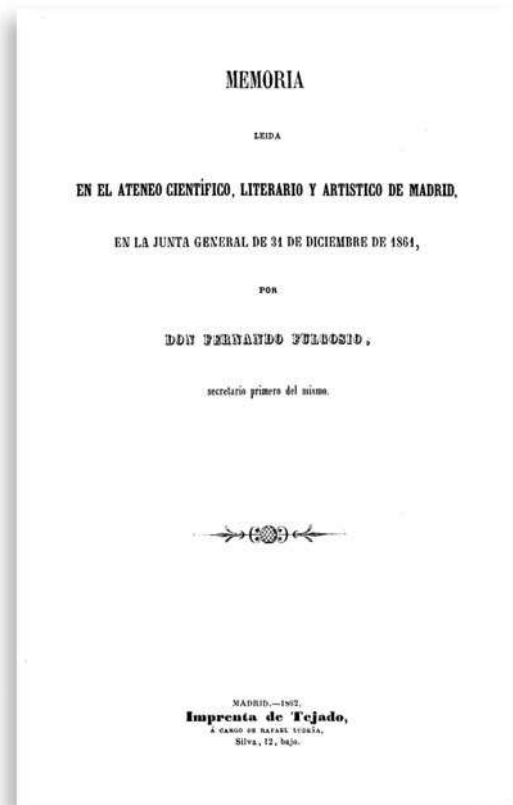 MEMORIA
LEIDA
EN EL ATENEO CIENTÍFICO, LITERARIO Y ARTISTICO DE MADRID,
EN LA JUNTA GENERAL DE 31 DE DICIEMBRE DE 1861,
POR
DON FERNANDO FULGOSIO,
secretario primero del mismo.
MADRID.—1862.
Imprenta de Tejado,
Á CARGO DE RAFAEL
Silva, 12, bajo.